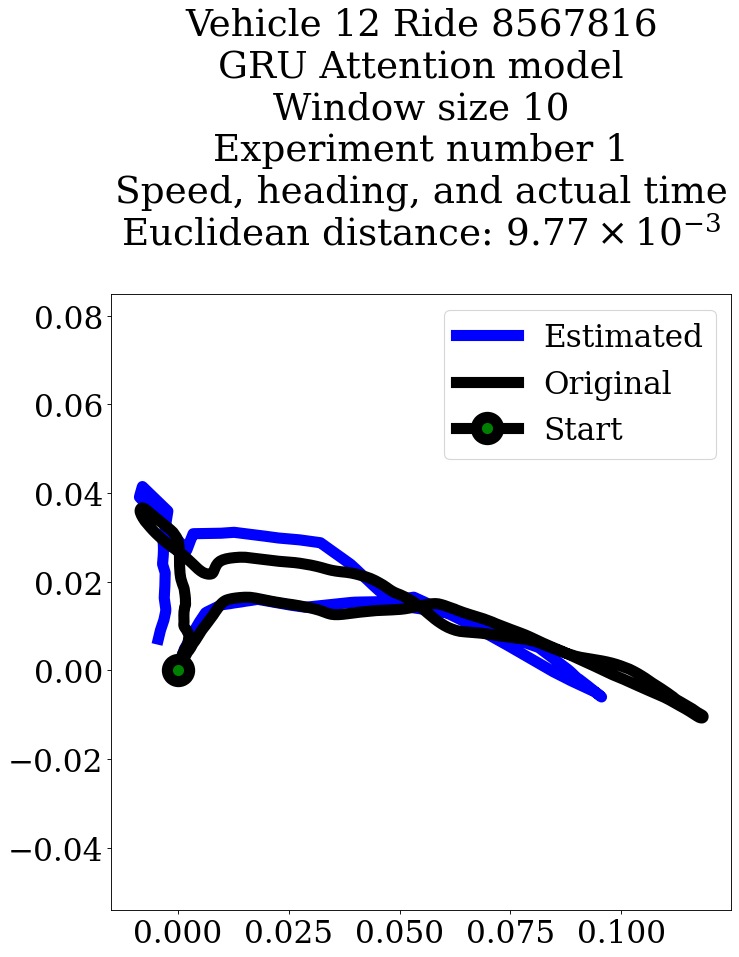 Vehicle 12 Ride 8567816
GRU Attention model
Window size 10
Experiment number 1
Speed, heading, and actual time
Euclidean distance: 9.77 × 10⁻³
Estimated
Original
Start
0.08
0.06
0.04
0.02
0.00
−0.02
−0.04
0.000 0.025 0.050 0.075 0.100